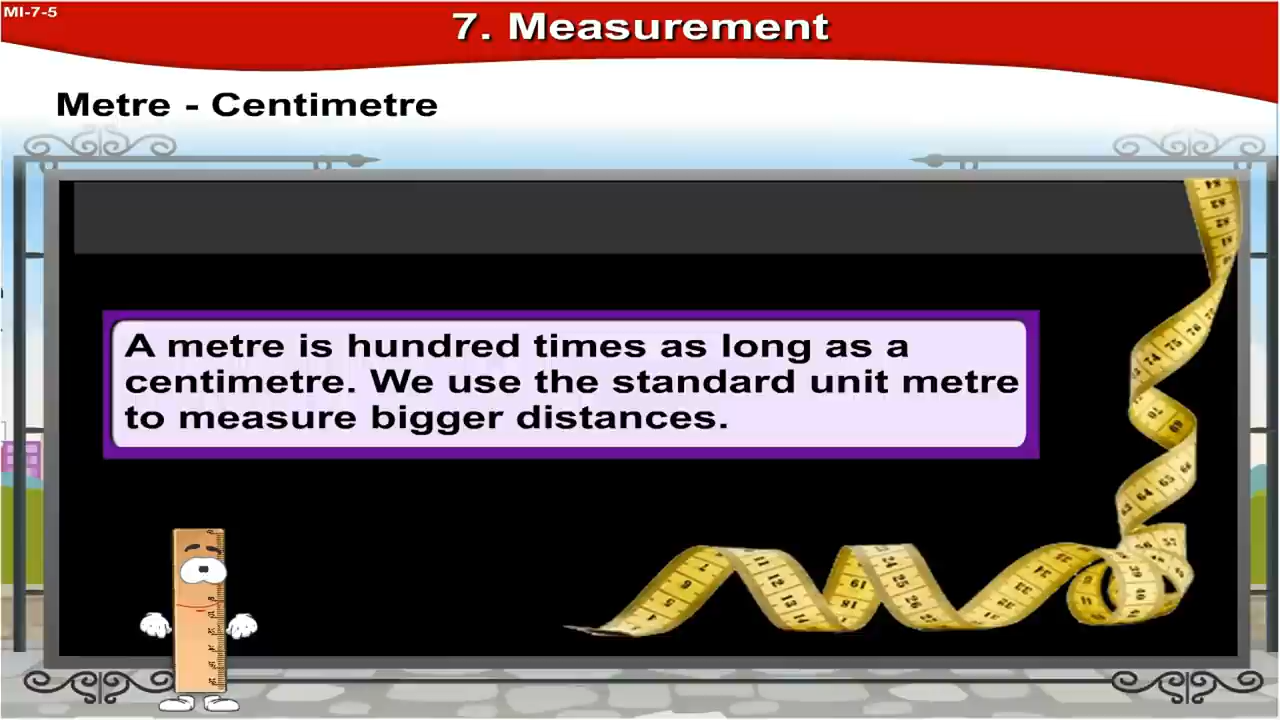 MI-7-5
7. Measurement
Metre - Centimetre
A metre is hundred times as long as a
centimetre. We use the standard unit metre
to measure bigger distances.